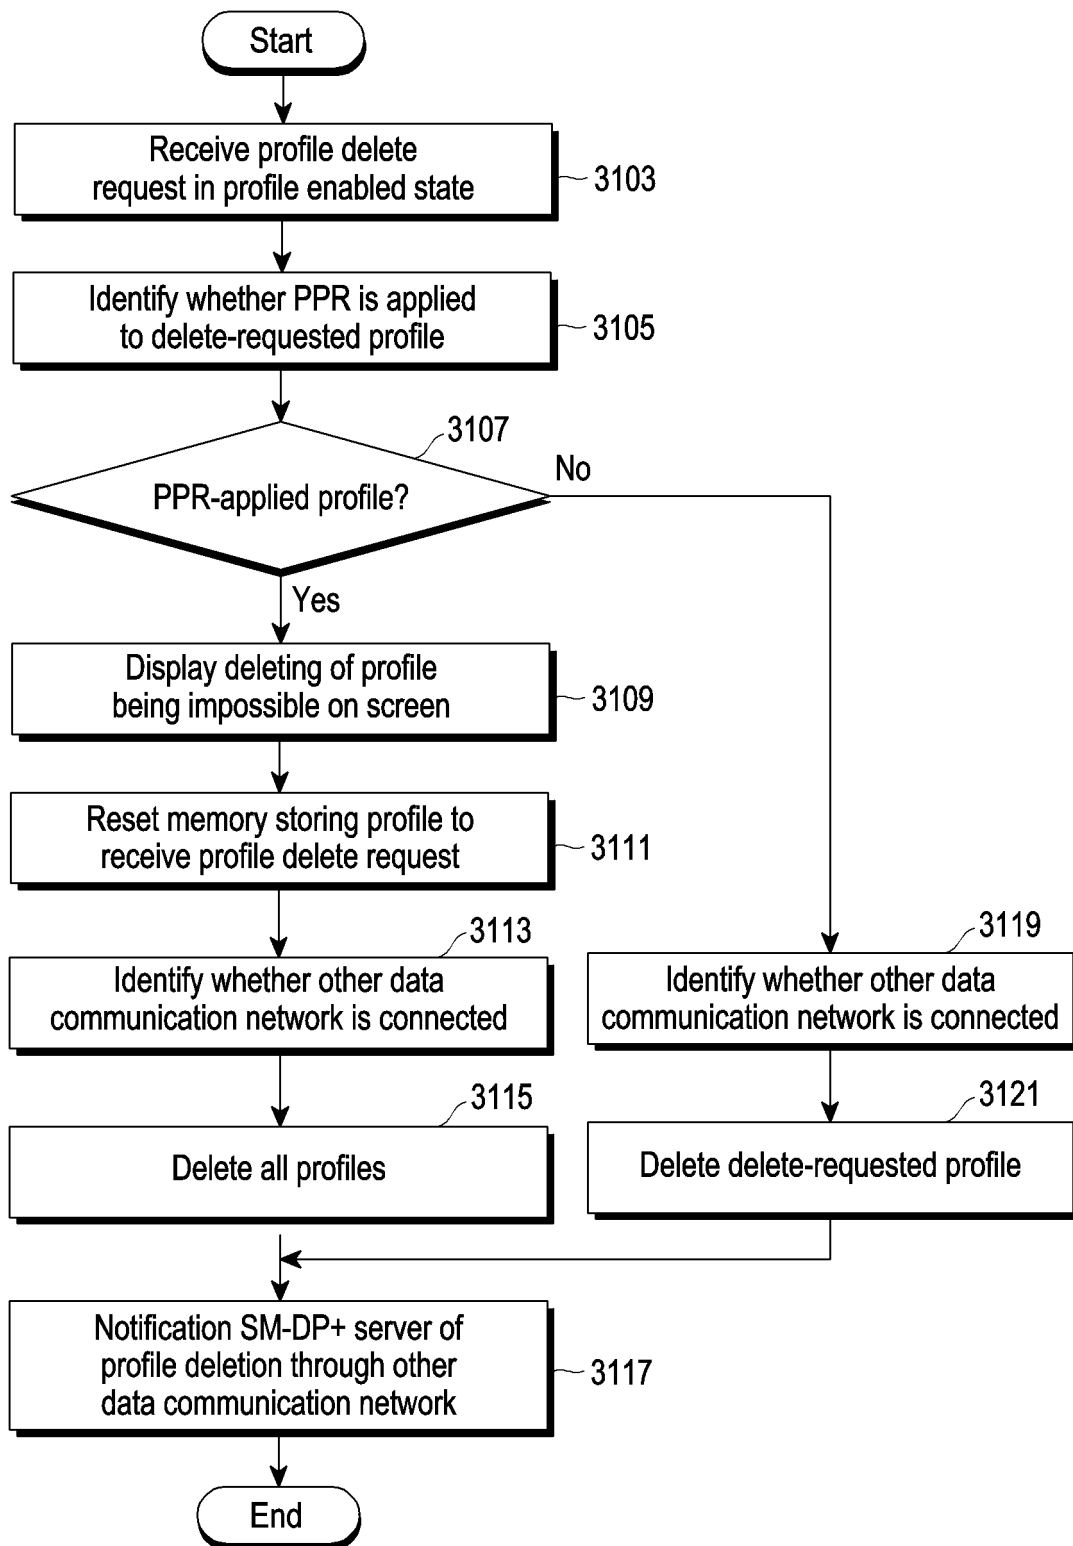 Start
Receive profile delete
request in profile enabled state
3103
Identify whether PPR is applied
to delete-requested profile
3105
3107
PPR-applied profile?
No
Yes
Display deleting of profile
being impossible on screen
3109
Reset memory storing profile to
receive profile delete request
3111
3113
Identify whether other data
communication network is connected
3119
Identify whether other data
communication network is connected
3115
Delete all profiles
3121
Delete delete-requested profile
Notification SM-DP+ server of
profile deletion through other
data communication network
3117
End